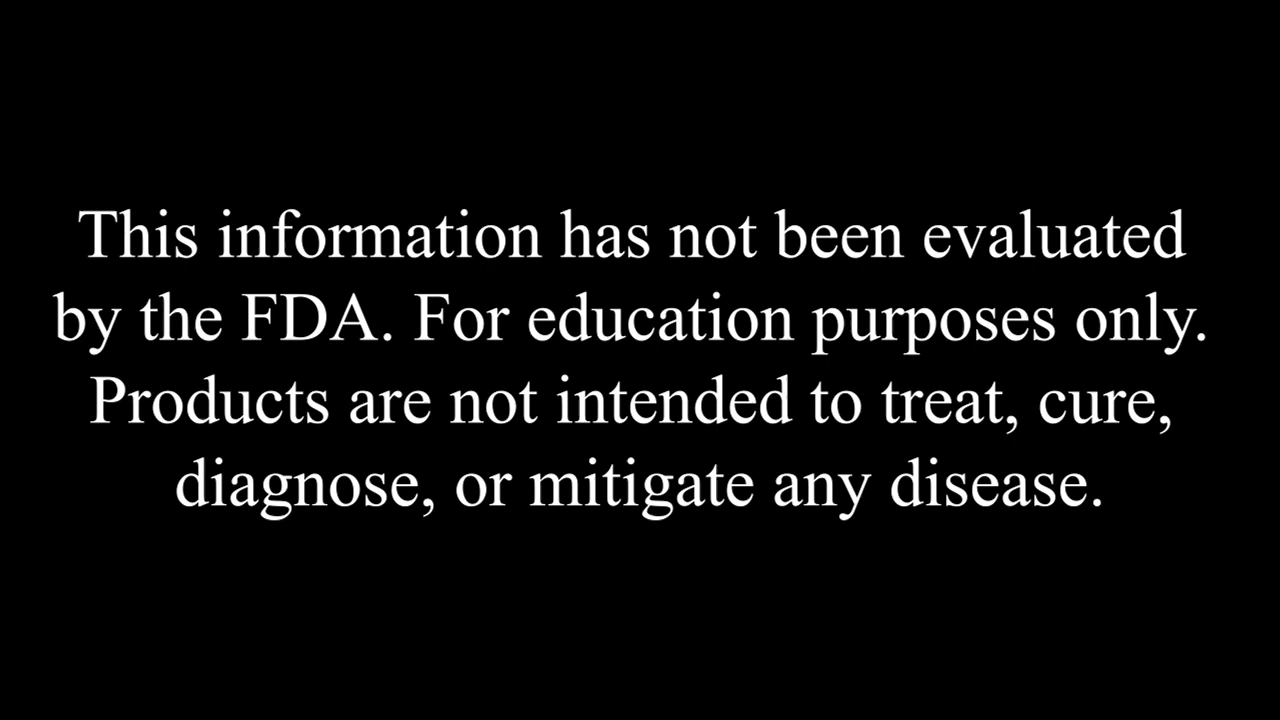 This information has not been evaluated
by the FDA. For education purposes only.
Products are not intended to treat, cure,
diagnose, or mitigate any disease.